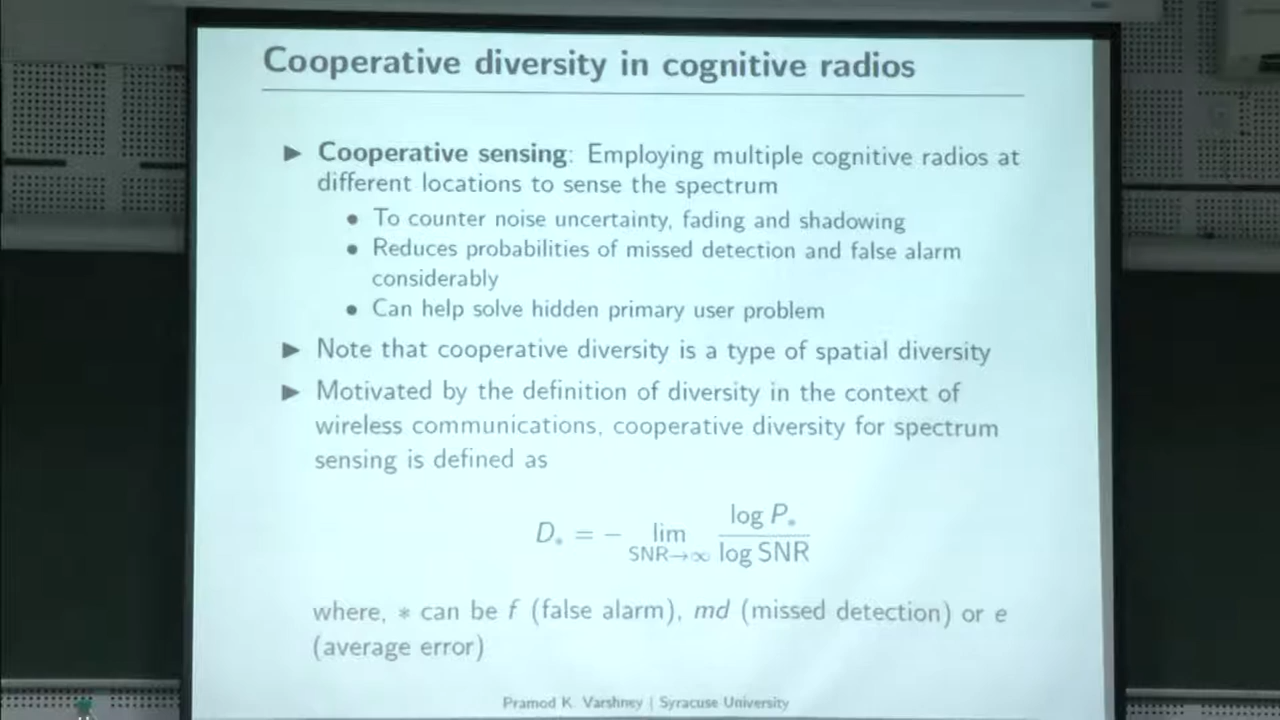 Cooperative diversity in cognitive radios
▶ Cooperative sensing: Employing multiple cognitive radios at
different locations to sense the spectrum
• To counter noise uncertainty, fading and shadowing
• Reduces probabilities of missed detection and false alarm
considerably
• Can help solve hidden primary user problem
▶ Note that cooperative diversity is a type of spatial diversity
▶ Motivated by the definition of diversity in the context of
wireless communications, cooperative diversity for spectrum
sensing is defined as
D* = − lim SNR→∞ log P* / log SNR
where, * can be f (false alarm), md (missed detection) or e
(average error)
Pramod K. Varshney | Syracuse University